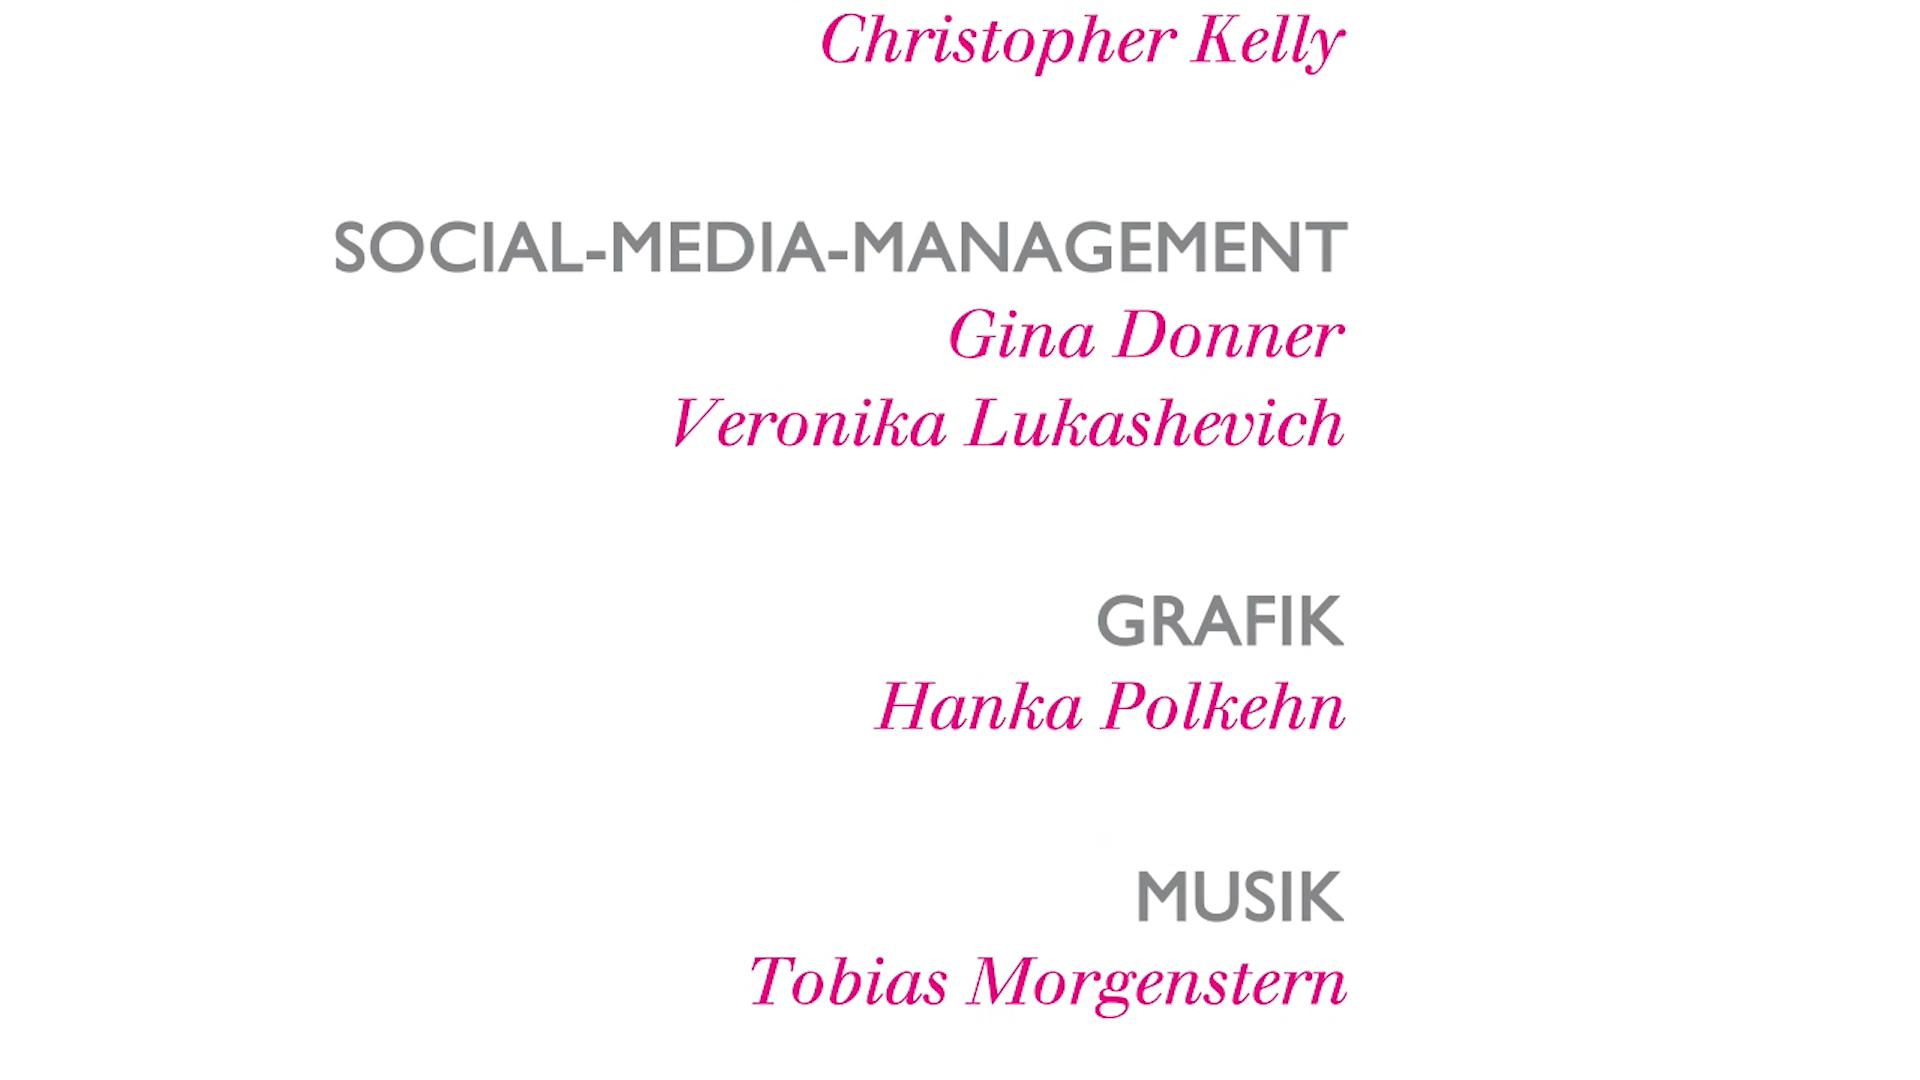 Christopher Kelly
SOCIAL-MEDIA-MANAGEMENT
Gina Donner
Veronika Lukashevich
GRAFIK
Hanka Polkehn
MUSIK
Tobias Morgenstern